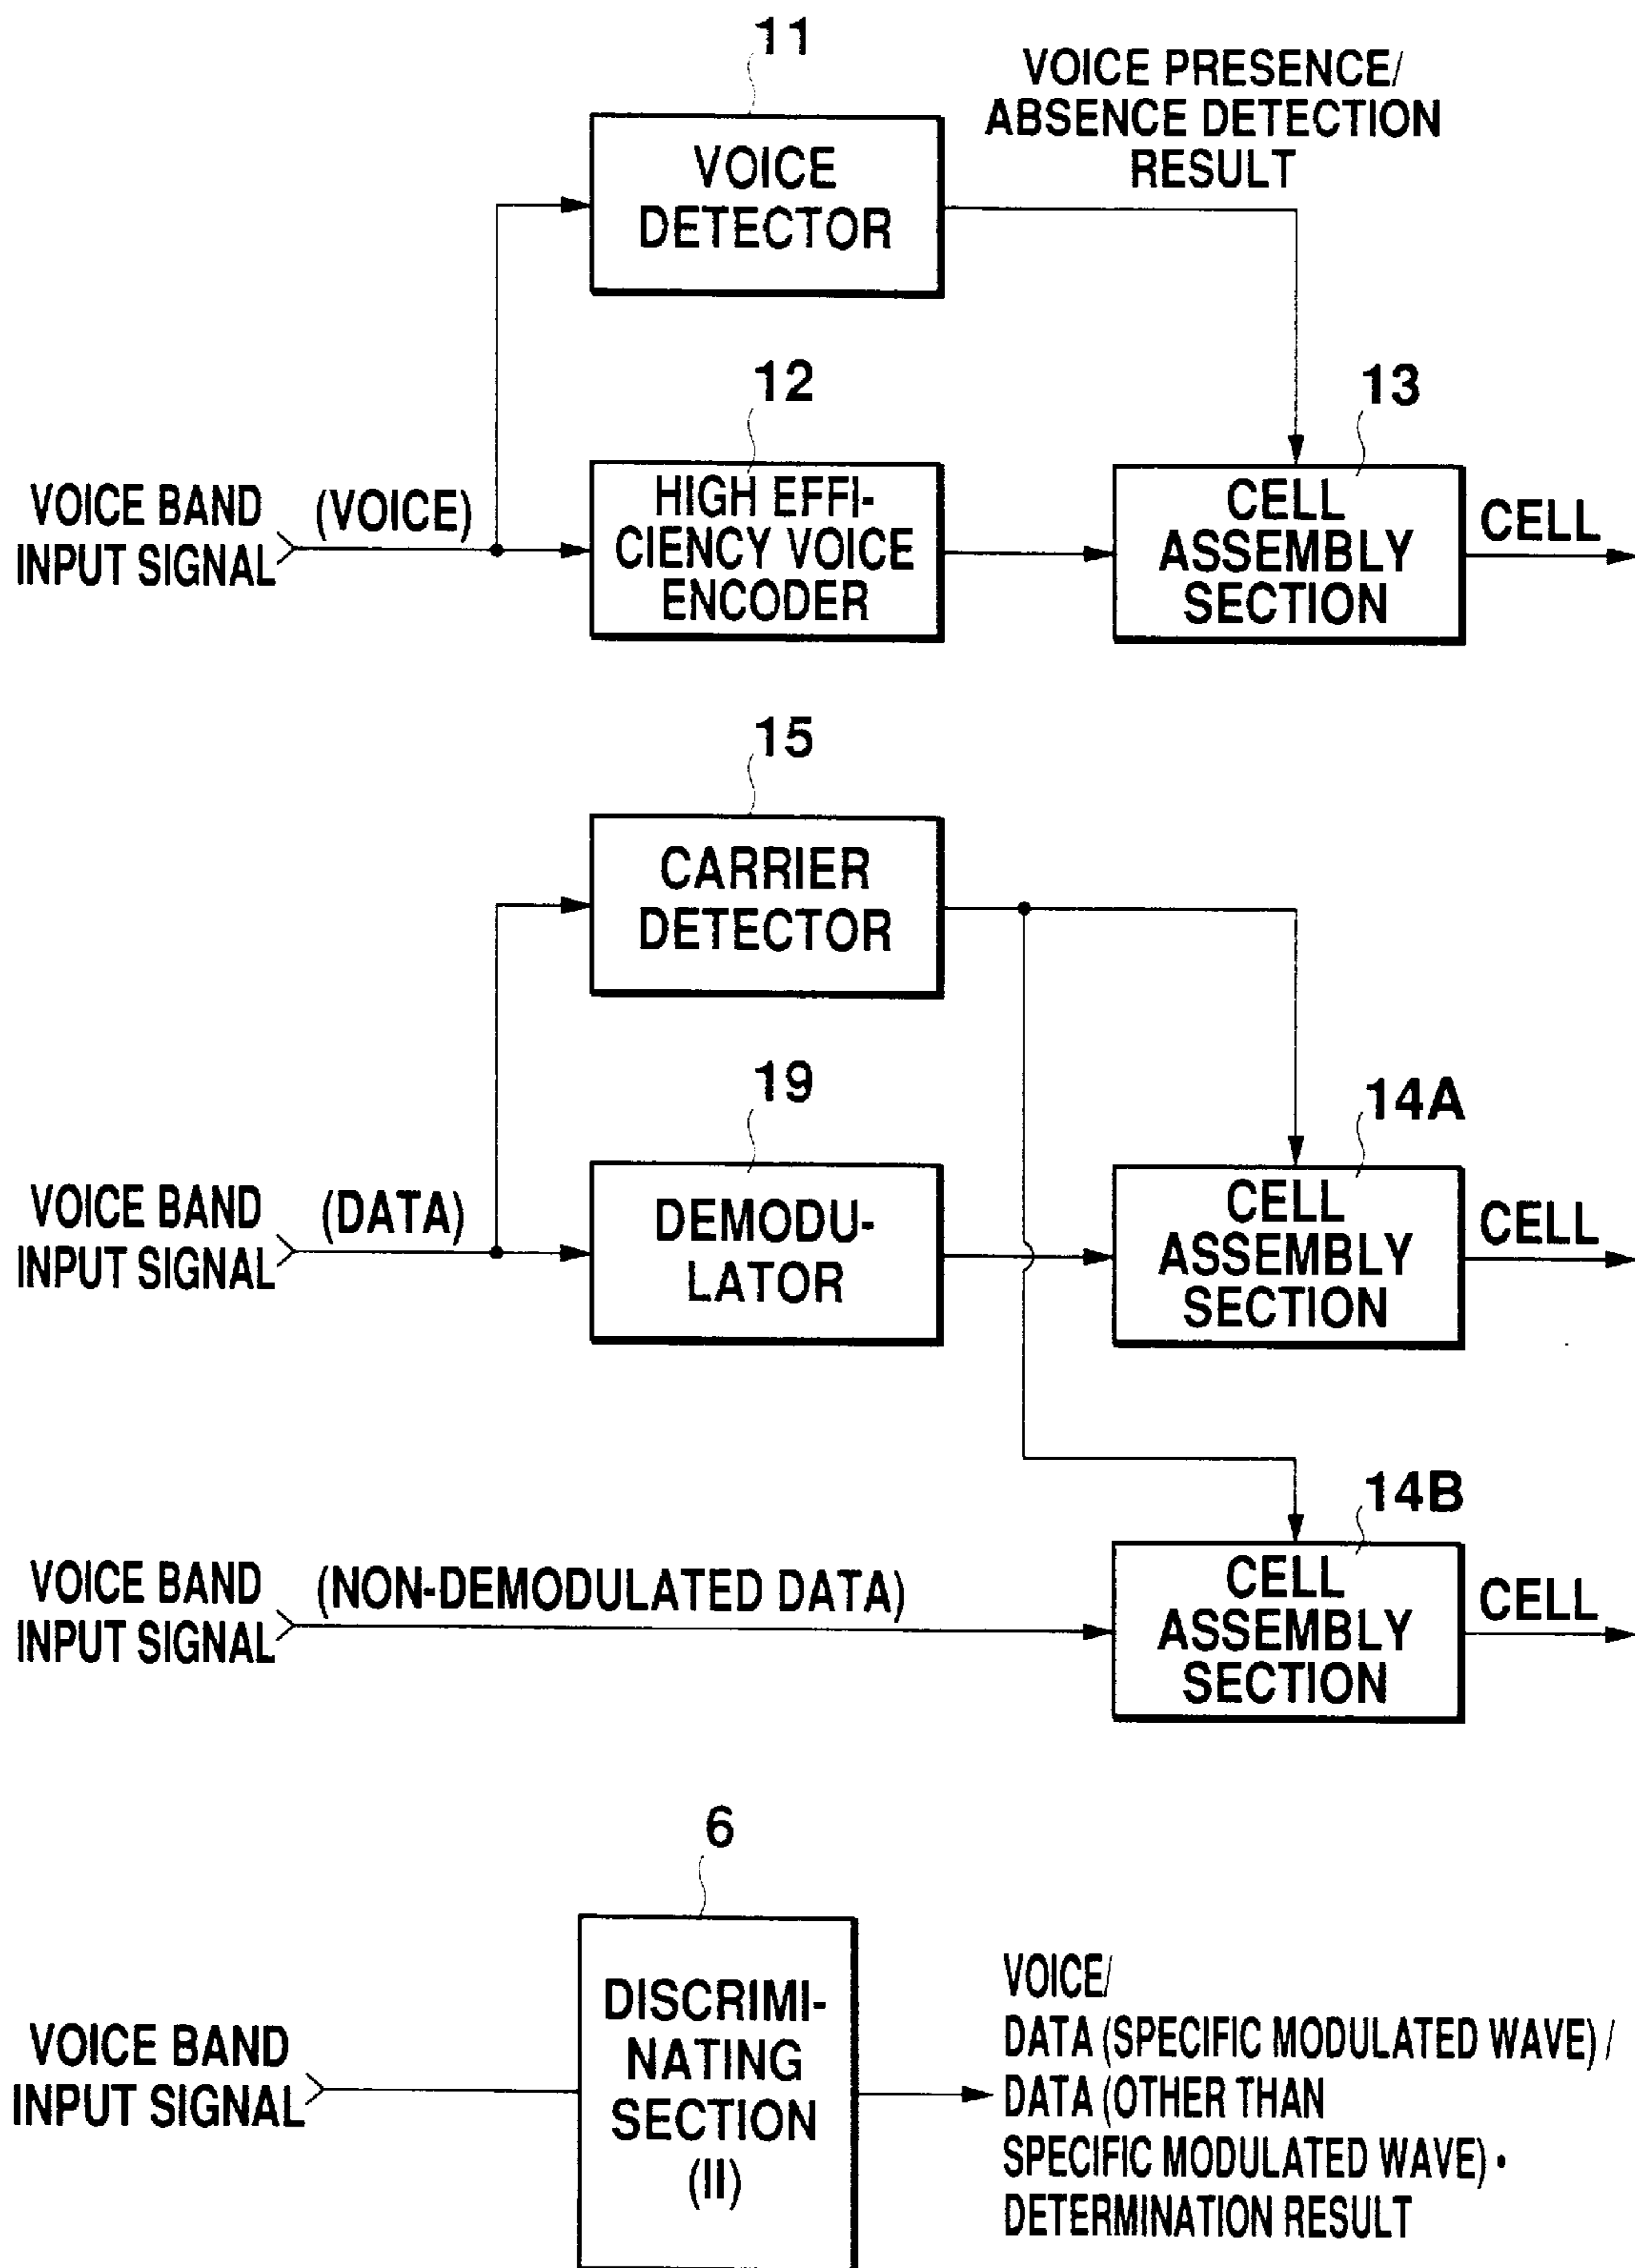 11
VOICE PRESENCE/
ABSENCE DETECTION
RESULT
VOICE
DETECTOR
12
13
VOICE BAND
INPUT SIGNAL
(VOICE)
HIGH EFFI-
CIENCY VOICE
ENCODER
CELL
ASSEMBLY
SECTION
CELL
15
CARRIER
DETECTOR
19
14A
VOICE BAND
INPUT SIGNAL
(DATA)
DEMODU-
LATOR
CELL
ASSEMBLY
SECTION
CELL
14B
VOICE BAND
INPUT SIGNAL
(NON-DEMODULATED DATA)
CELL
ASSEMBLY
SECTION
CELL
6
VOICE BAND
INPUT SIGNAL
DISCRIMI-
NATING
SECTION
(II)
VOICE/
DATA (SPECIFIC MODULATED WAVE) /
DATA (OTHER THAN
SPECIFIC MODULATED WAVE) •
DETERMINATION RESULT